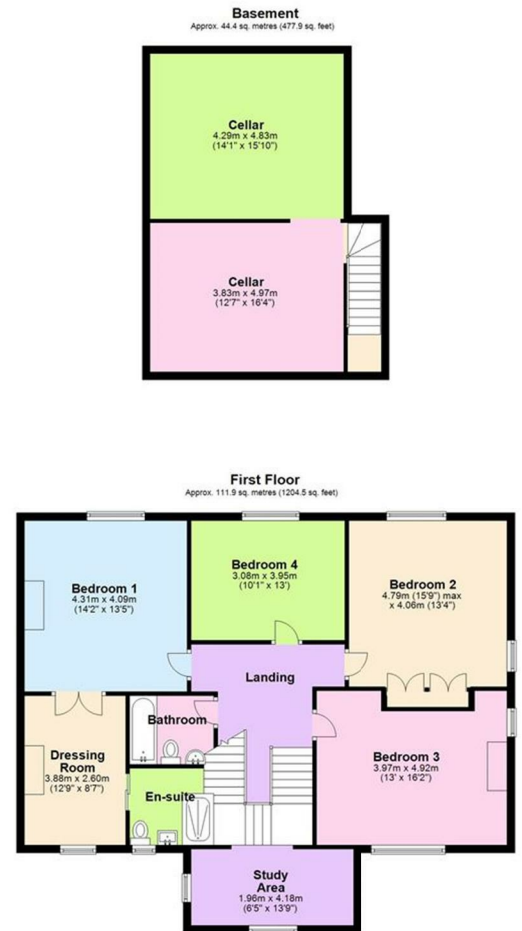 Basement
Approx. 44.4 sq. metres (477.9 sq. feet)
Cellar
4.29m x 4.83m
(14'1" x 15'10")
Cellar
3.83m x 4.97m
(12'7" x 16'4")
First Floor
Approx. 111.9 sq. metres (1204.5 sq. feet)
Bedroom 1
4.31m x 4.09m
(14'2" x 13'5")
Bedroom 4
3.08m x 3.95m
(10'1" x 13')
Bedroom 2
4.79m (15'9") max
x 4.06m (13'4")
Landing
Bathroom
Dressing
Room
3.88m x 2.60m
(12'9" x 8'7")
En-suite
Bedroom 3
3.97m x 4.92m
(13' x 16'2")
Study
Area
1.96m x 4.18m
(6'5" x 13'9")